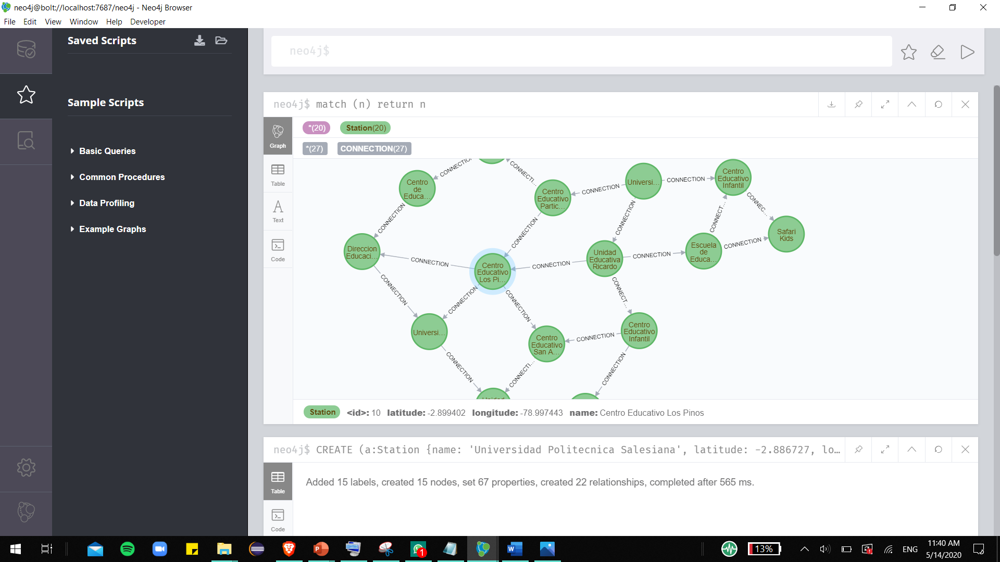 neo4j@bolt://localhost:7687/neo4j - Neo4j Browser
File Edit View Window Help Developer
Saved Scripts
Sample Scripts
Basic Queries
Common Procedures
Data Profiling
Example Graphs
neo4j$
neo4j$ match (n) return n
Graph
Table
Text
Code
*(20) Station(20)
*(27) CONNECTION(27)
Centro
de
Educa...
CONNECTION
CONNECTI...
Centro
Educativo
Partic...
CONNECTION
Universi...
CONNECTION
Centro
Educativo
Infantil
CONNECTION
CONNECTION
CONNECTION
CONNECT...
CONNEC...
Safari
Kids
Direccion
Educaci...
CONNECTION
Centro
Educativo
Los Pi...
CONNECTION
Unidad
Educativa
Ricardo
CONNECTION
Escuela
de
Educa...
CONNECTION
CONNECTION
CONNECTION
CONNECTION
CONNECT...
Universi...
Centro
Educativo
San A...
CONNECTION
Centro
Educativo
Infantil
CONNECTION
CONNECTI...
CONNECTION
Unidad
Station <id>: 10 latitude: -2.899402 longitude: -78.997443 name: Centro Educativo Los Pinos
neo4j$ CREATE (a:Station {name: 'Universidad Politecnica Salesiana', latitude: -2.886727, lo...
Table
Code
Added 15 labels, created 15 nodes, set 67 properties, created 22 relationships, completed after 565 ms.
1
13%
ENG
11:40 AM
5/14/2020